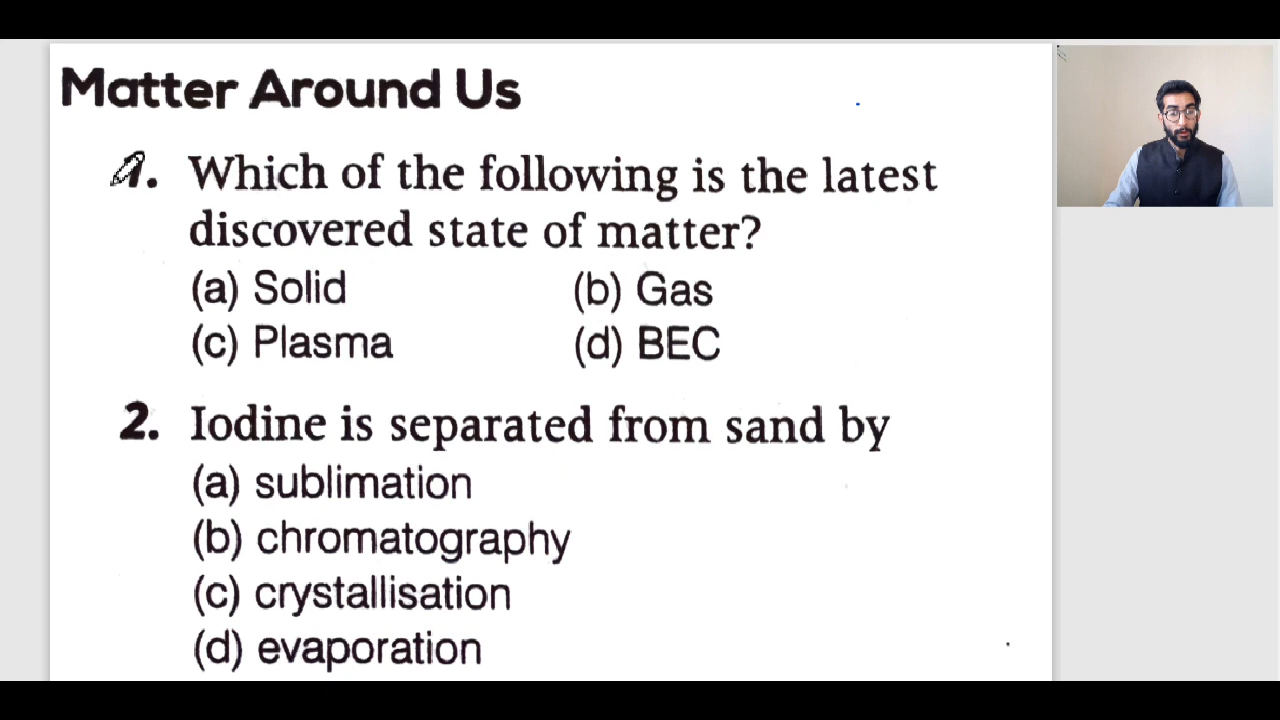 Matter Around Us
1. Which of the following is the latest
discovered state of matter?
(a) Solid (b) Gas
(c) Plasma (d) BEC
2. Iodine is separated from sand by
(a) sublimation
(b) chromatography
(c) crystallisation
(d) evaporation